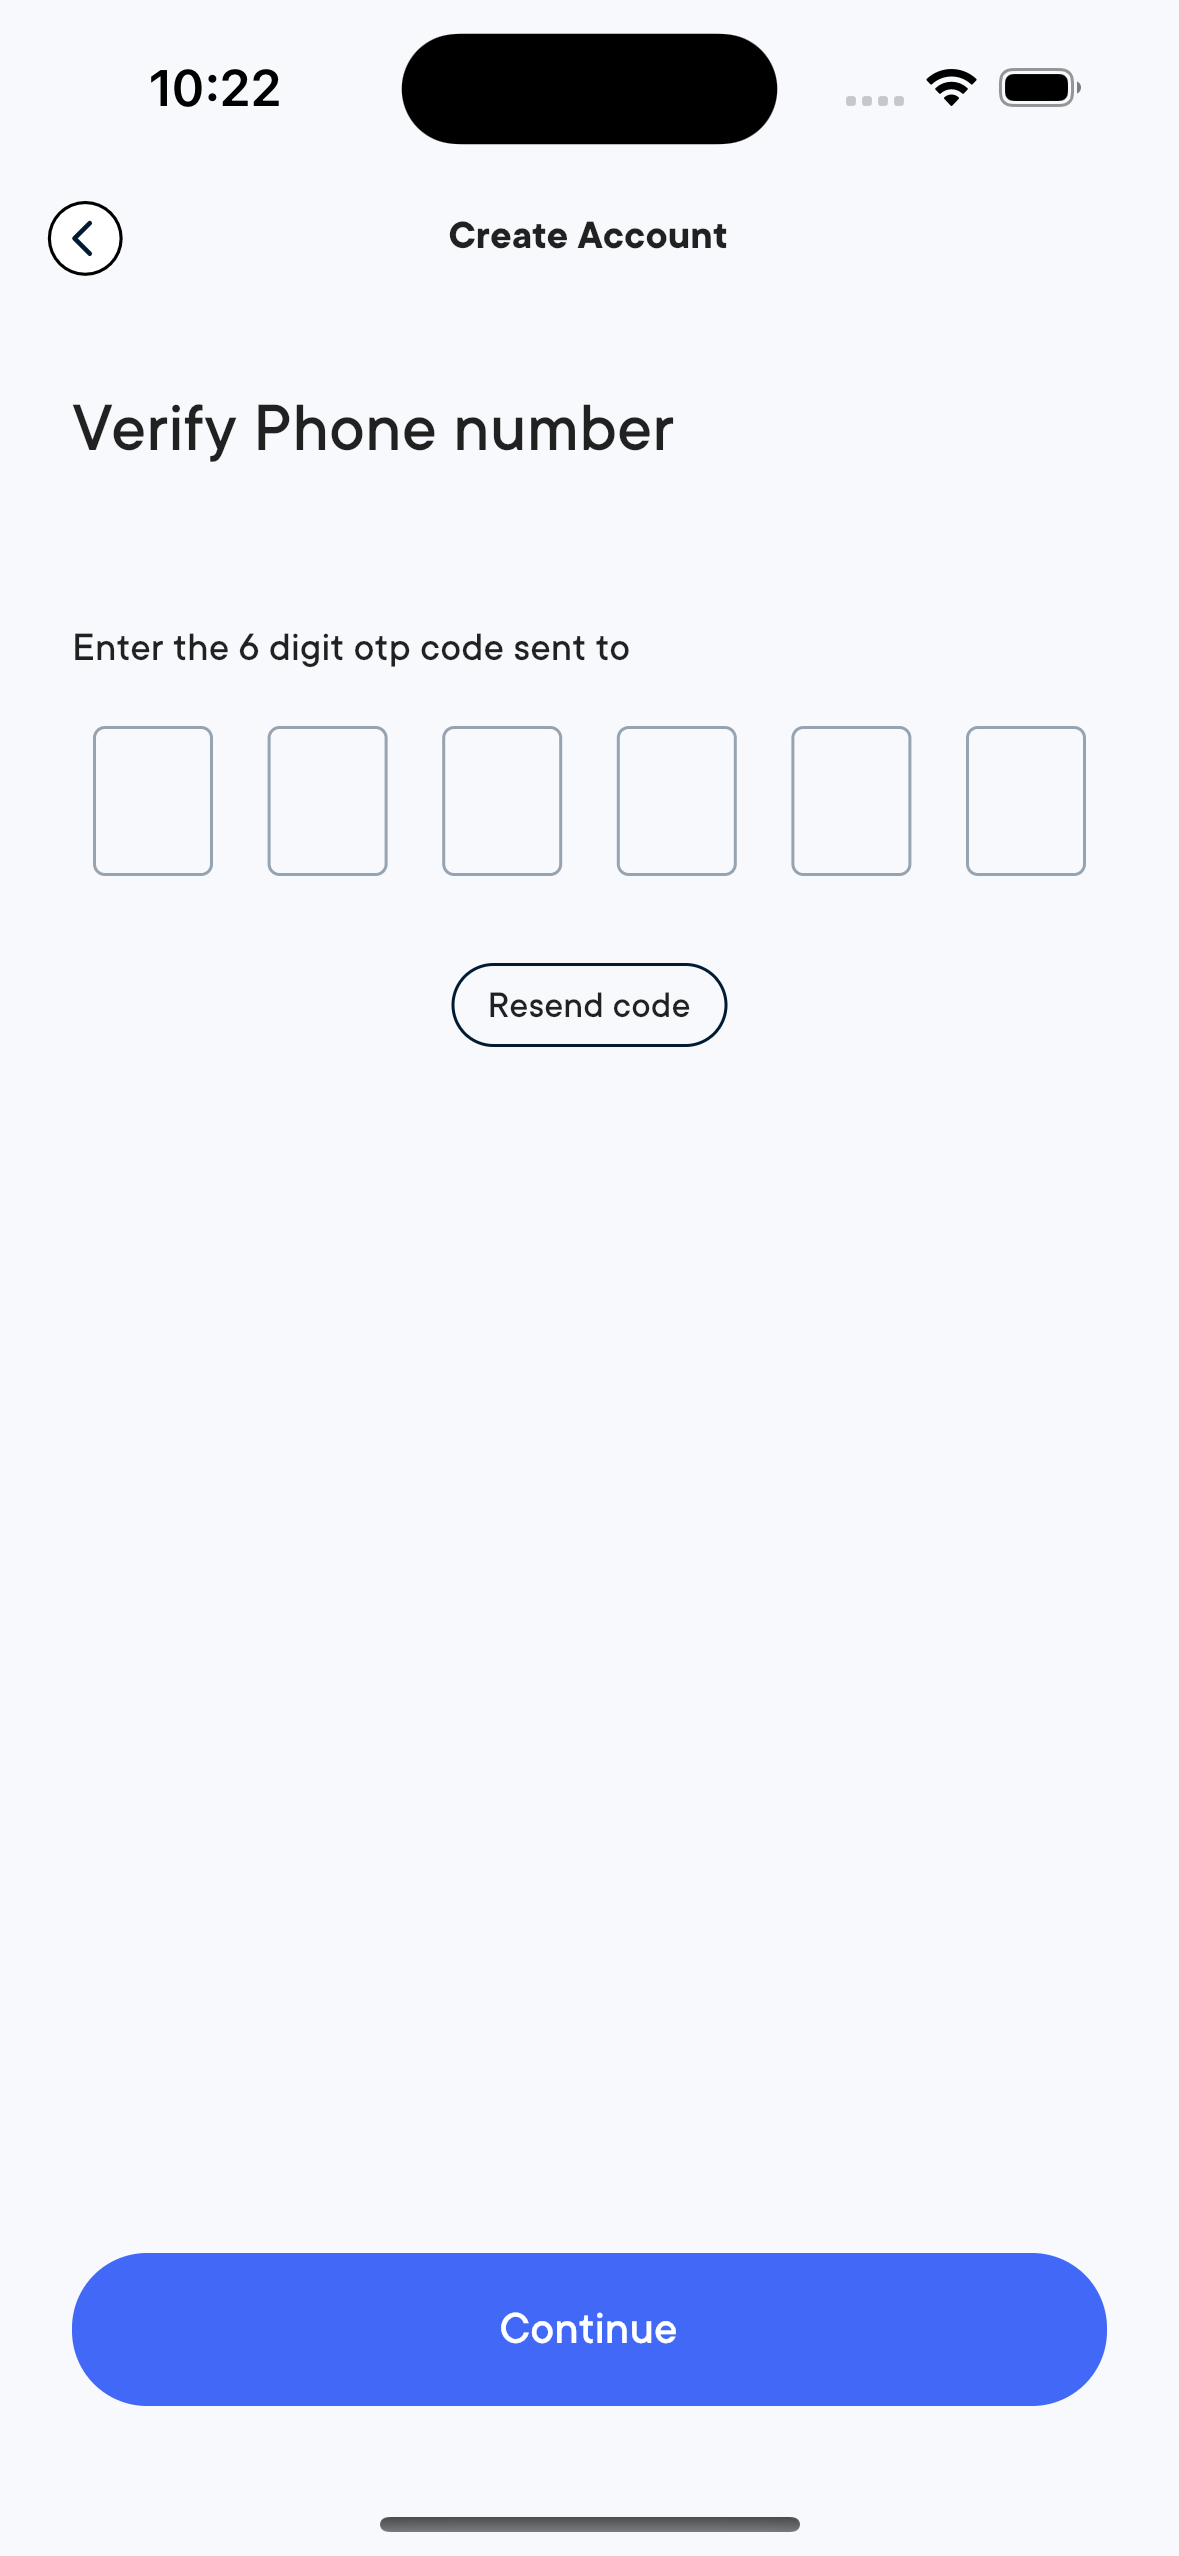 10:22
Create Account
Verify Phone number
Enter the 6 digit otp code sent to
Resend code
Continue